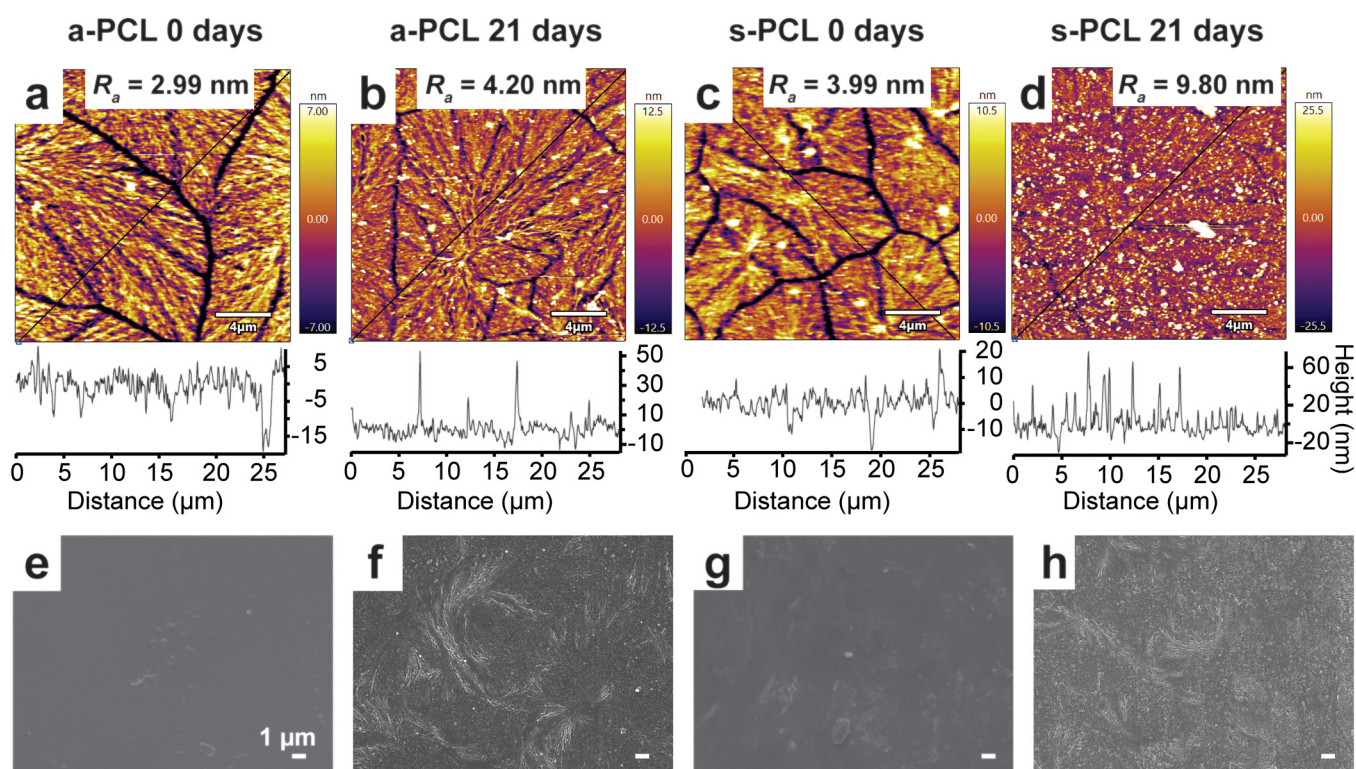 a-PCL 0 days
a-PCL 21 days
s-PCL 0 days
s-PCL 21 days
a
Rₐ = 2.99 nm
nm
7.00
0.00
-7.00
4µm
b
Rₐ = 4.20 nm
nm
12.5
0.00
-12.5
4µm
c
Rₐ = 3.99 nm
nm
10.5
0.00
-10.5
4µm
d
Rₐ = 9.80 nm
nm
25.5
0.00
-25.5
4µm
5
-5
-15
0 5 10 15 20 25
Distance (µm)
50
30
10
-10
0 5 10 15 20 25
Distance (µm)
20
10
0
-10
0 5 10 15 20 25
Distance (µm)
60
20
-20
Height (nm)
0 5 10 15 20 25
Distance (µm)
e
1 µm
f
g
h